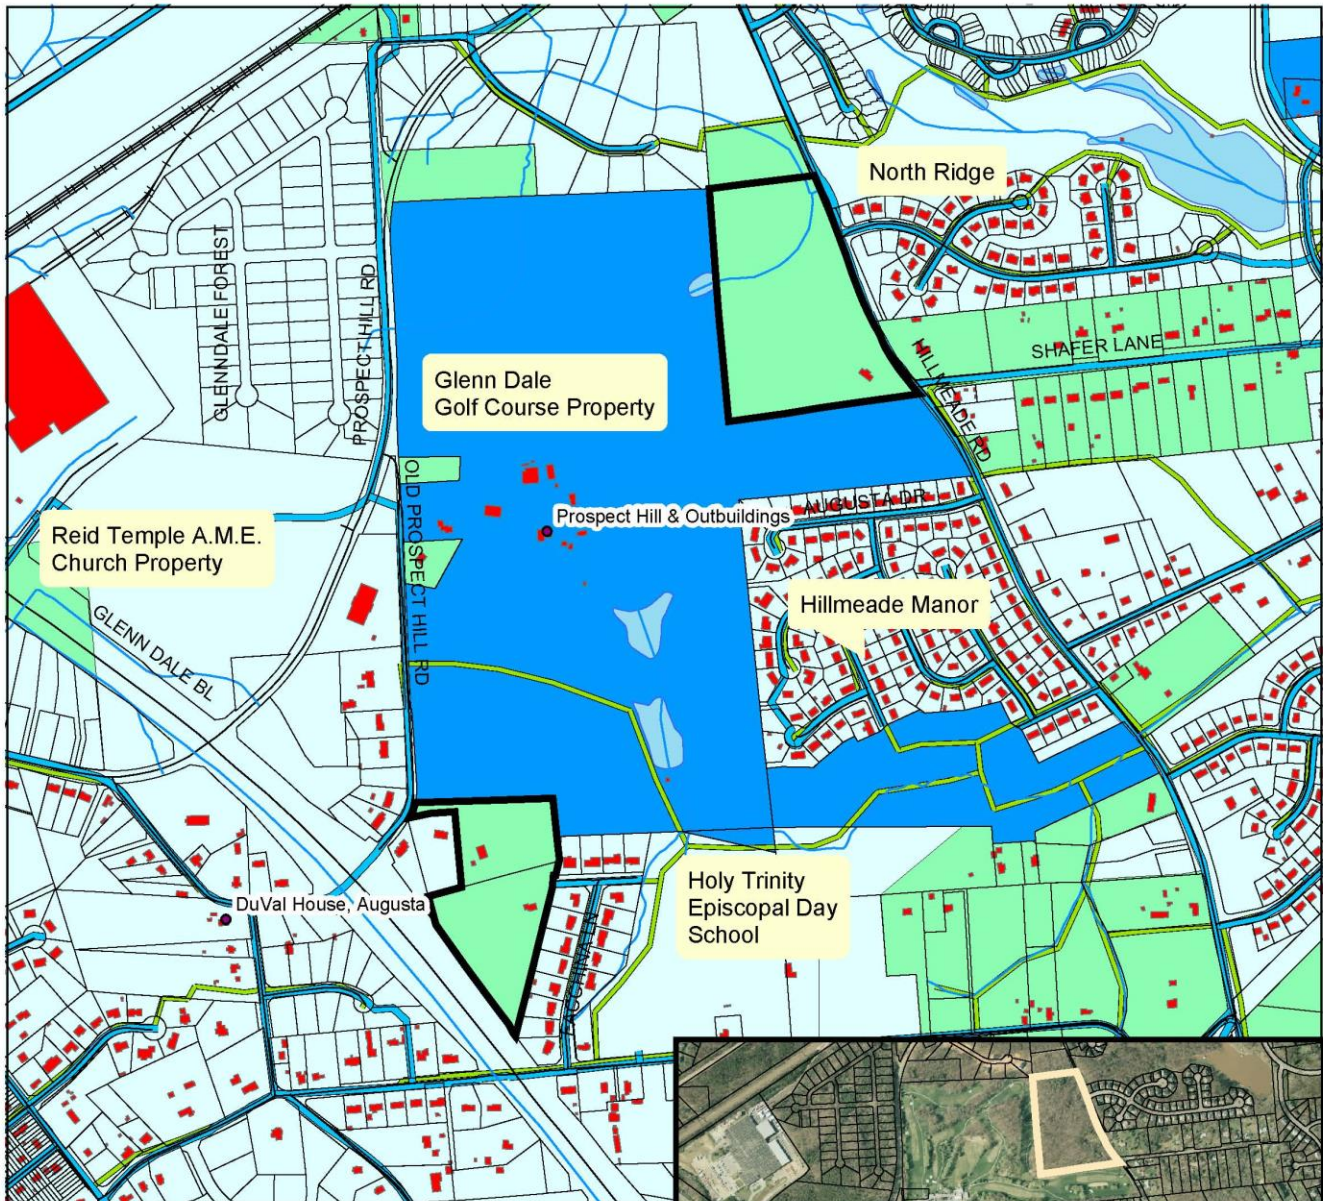 North Ridge
GLENNDALE FOREST
PROSPECT HILL RD
SHAFER LANE
HILLMEADE RD
Glenn Dale
Golf Course Property
OLD PROSPECT HILL RD
AUGUSTA DR
Prospect Hill & Outbuildings
Reid Temple A.M.E.
Church Property
Hillmeade Manor
GLENN DALE BL
DuVal House, Augusta
Holy Trinity
Episcopal Day
School
LN